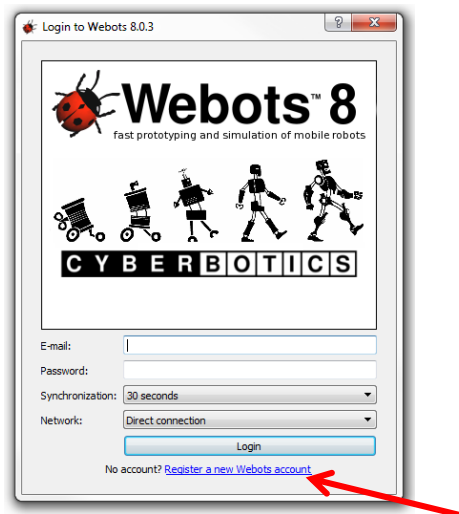 Login to Webots 8.0.3
Webots™ 8
fast prototyping and simulation of mobile robots
CYBERBOTICS
E-mail:
Password:
Synchronization: 30 seconds
Network: Direct connection
Login
No account? Register a new Webots account